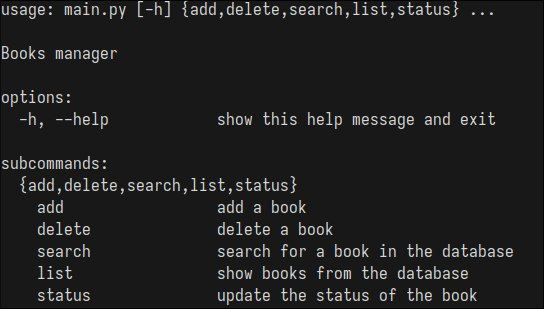 usage: main.py [-h] {add,delete,search,list,status} ...

Books manager

options:
  -h, --help            show this help message and exit

subcommands:
  {add,delete,search,list,status}
    add                 add a book
    delete              delete a book
    search              search for a book in the database
    list                show books from the database
    status              update the status of the book